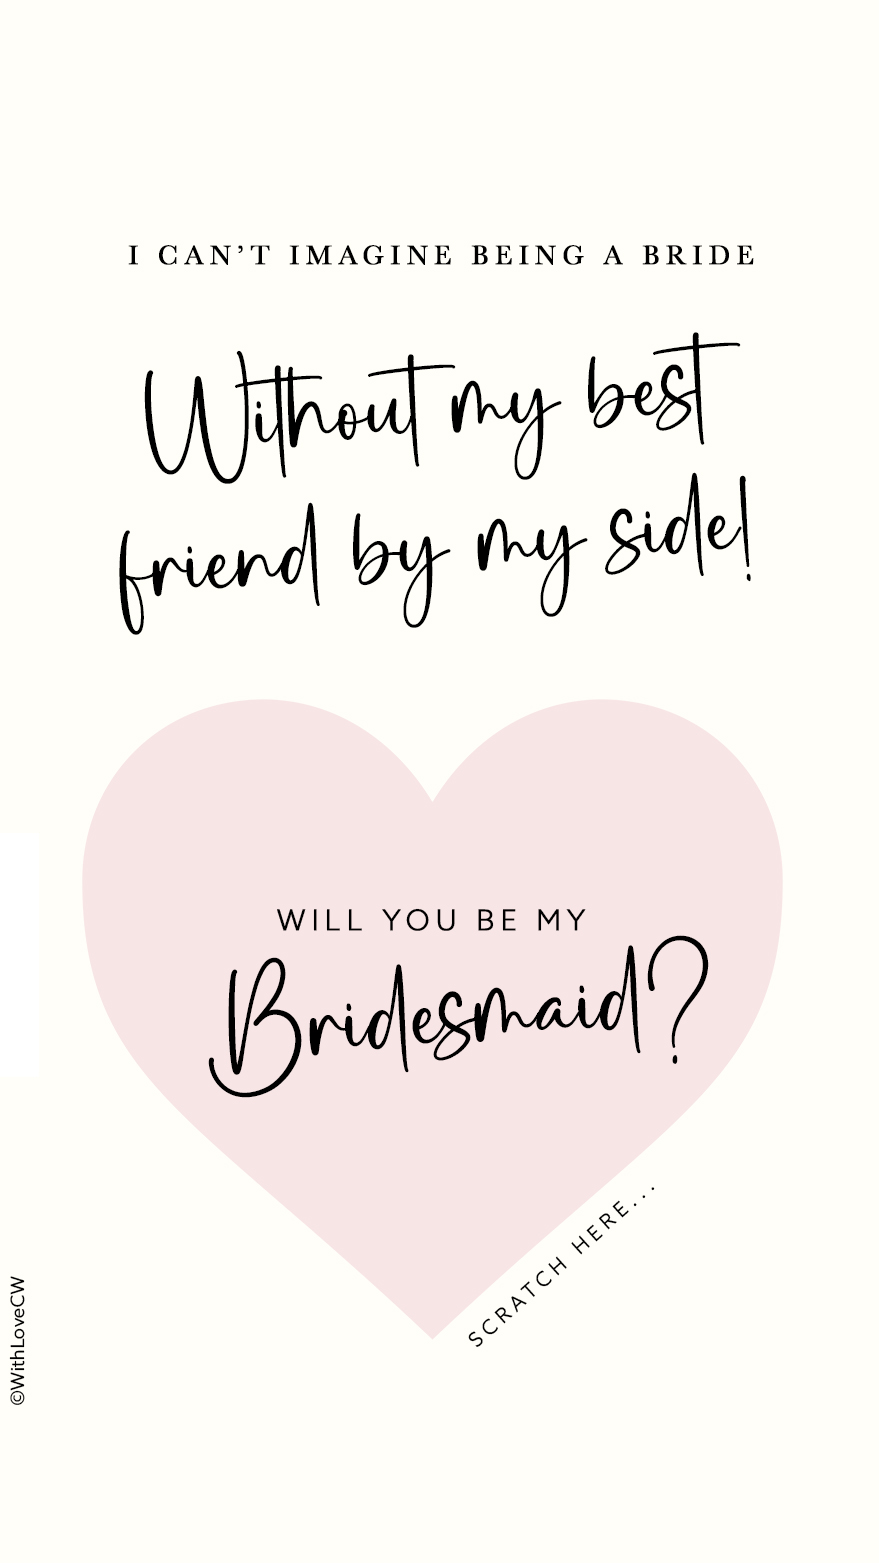 I CAN'T IMAGINE BEING A BRIDE
Without my best
friend by my side!
WILL YOU BE MY
Bridesmaid?
SCRATCH HERE...
©WithLoveCW